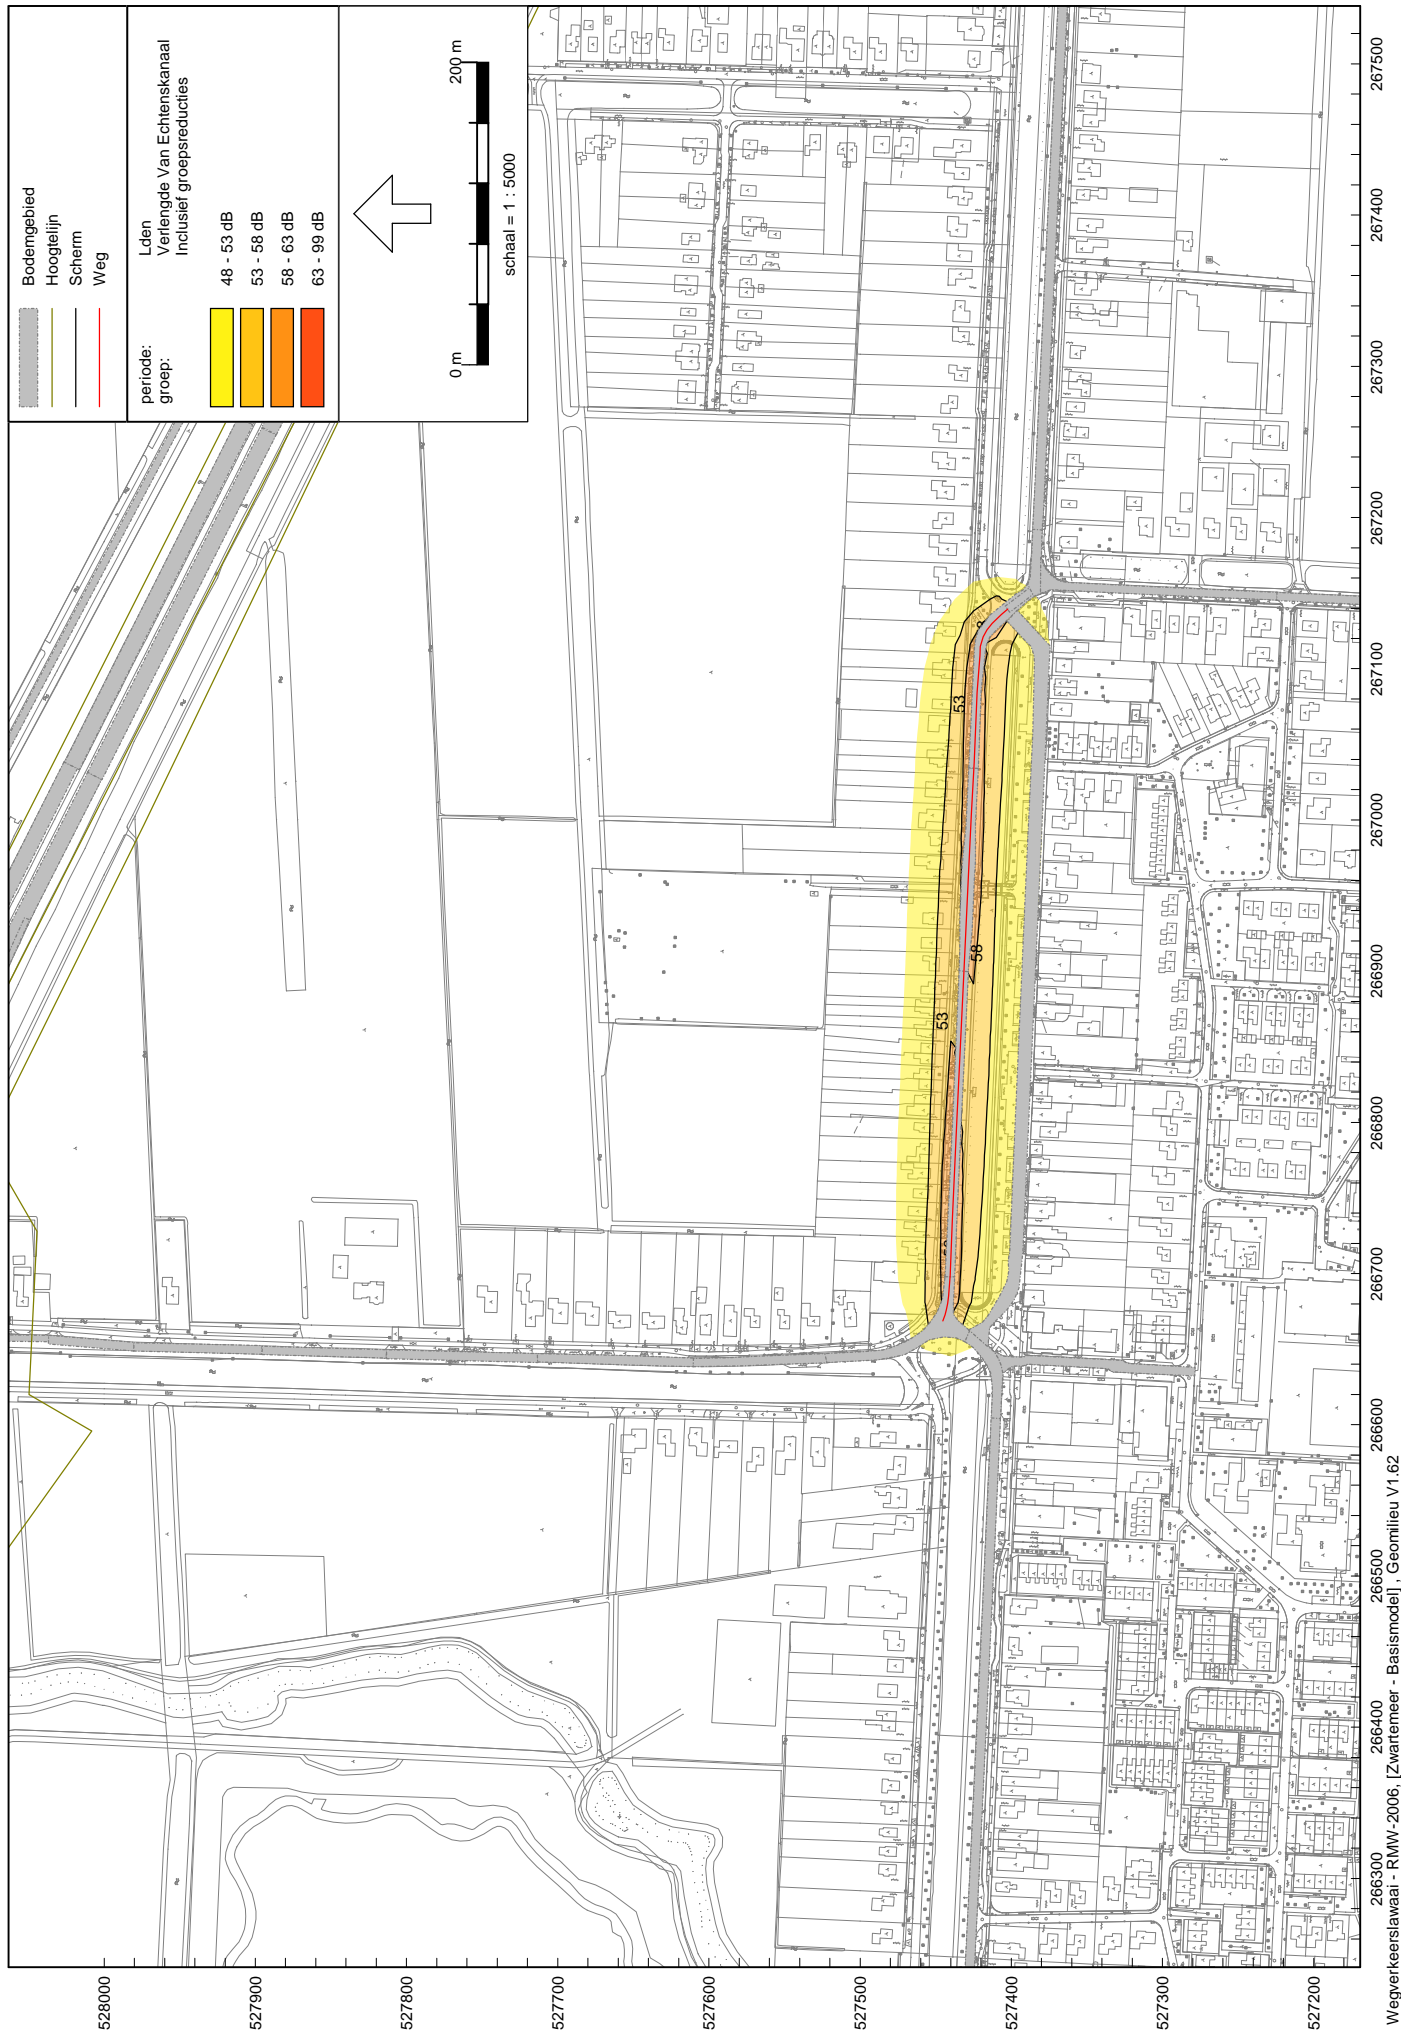 Bodemgebied
Hoogtelijn
Scherm
Weg
periode: Lden
groep: Verlengde Van Echtenskanaal
Inclusief groepsreducties
48 - 53 dB
53 - 58 dB
58 - 63 dB
63 - 99 dB
0 m 200 m
schaal = 1 : 5000
53
53
58
528000
527900
527800
527700
527600
527500
527400
527300
527200
266300 266400 266500 266600 266700 266800 266900 267000 267100 267200 267300 267400 267500
Wegverkeerslawaai - RMW-2006, [Zwartemeer - Basismodel] , Geomilieu V1.62